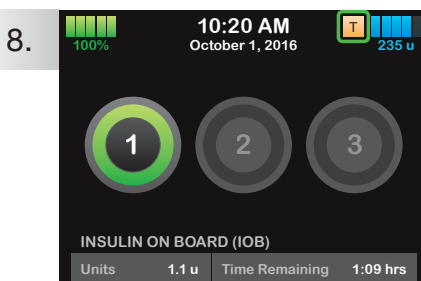 8.
10:20 AM T
100% October 1, 2016 235 u
1 2 3
INSULIN ON BOARD (IOB)
Units 1.1 u Time Remaining 1:09 hrs